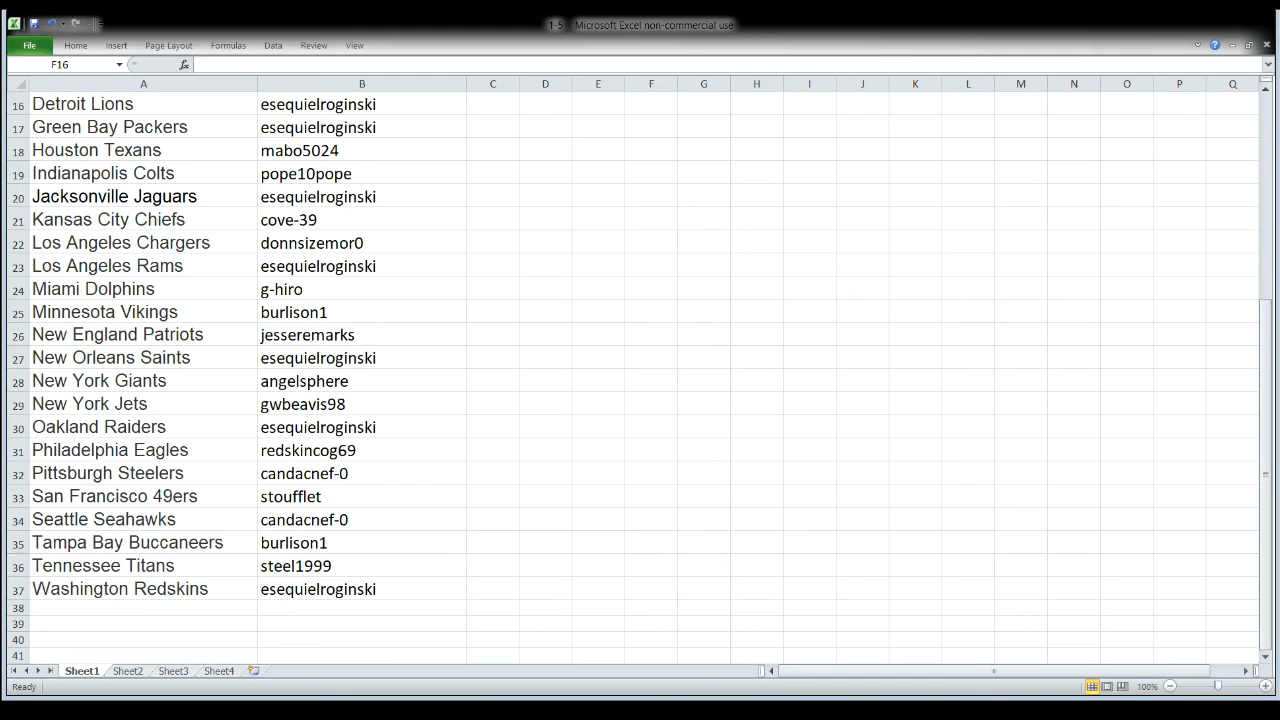 1-5 - Microsoft Excel non-commercial use
File Home Insert Page Layout Formulas Data Review View
F16 fx
A B C D E F G H I J K L M N O P Q
16 Detroit Lions esequielroginski
17 Green Bay Packers esequielroginski
18 Houston Texans mabo5024
19 Indianapolis Colts pope10pope
20 Jacksonville Jaguars esequielroginski
21 Kansas City Chiefs cove-39
22 Los Angeles Chargers donnsizemor0
23 Los Angeles Rams esequielroginski
24 Miami Dolphins g-hiro
25 Minnesota Vikings burlison1
26 New England Patriots jesseremarks
27 New Orleans Saints esequielroginski
28 New York Giants angelsphere
29 New York Jets gwbeavis98
30 Oakland Raiders esequielroginski
31 Philadelphia Eagles redskincog69
32 Pittsburgh Steelers candacnef-0
33 San Francisco 49ers stoufflet
34 Seattle Seahawks candacnef-0
35 Tampa Bay Buccaneers burlison1
36 Tennessee Titans steel1999
37 Washington Redskins esequielroginski
38
39
40
41
Sheet1 Sheet2 Sheet3 Sheet4
Ready 100%